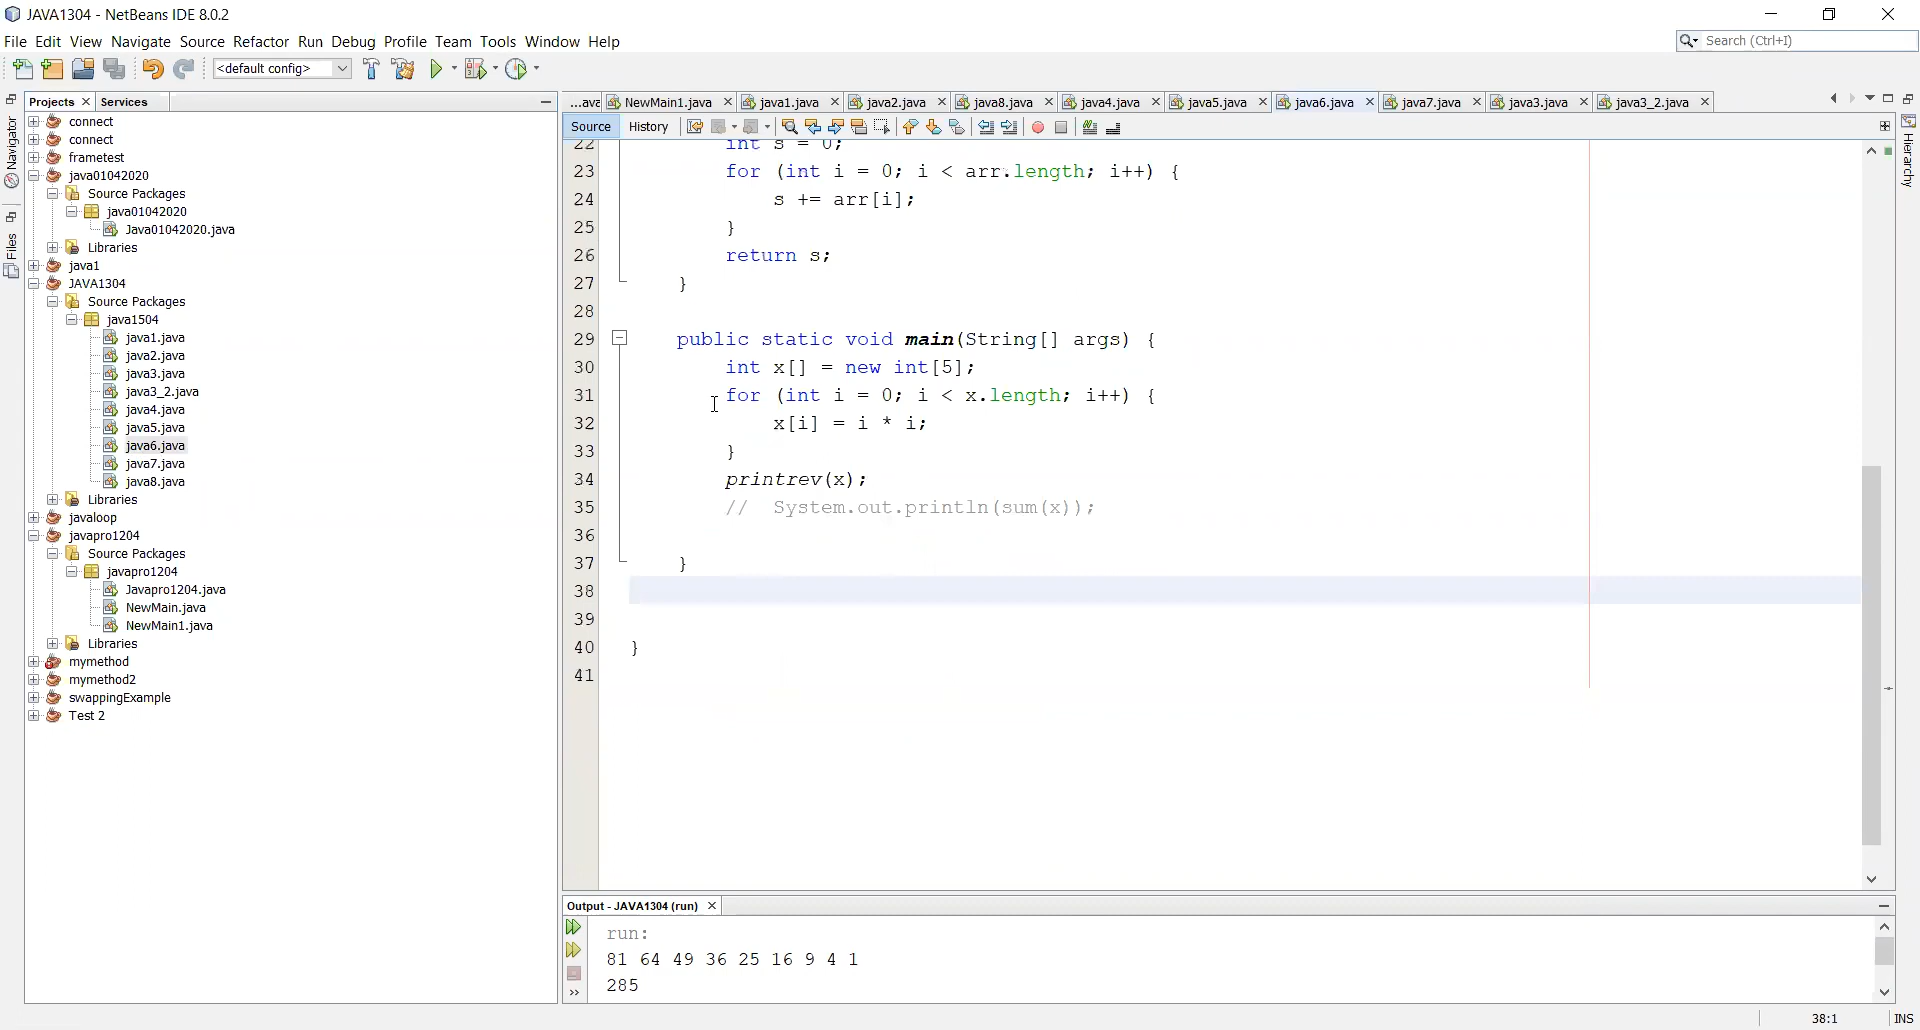 JAVA1304 - NetBeans IDE 8.0.2
File Edit View Navigate Source Refactor Run Debug Profile Team Tools Window Help
Search (Ctrl+I)
<default config>
Projects Services
...ava NewMain1.java java1.java java2.java java8.java java4.java java5.java java6.java java7.java java3.java java3_2.java
Source History
Navigator
Files
Hierarchy
connect
connect
frametest
java01042020
Source Packages
java01042020
Java01042020.java
Libraries
java1
JAVA1304
Source Packages
java1504
java1.java
java2.java
java3.java
java3_2.java
java4.java
java5.java
java6.java
java7.java
java8.java
Libraries
javaloop
javapro1204
Source Packages
javapro1204
Javapro1204.java
NewMain.java
NewMain1.java
Libraries
mymethod
mymethod2
swappingExample
Test 2
22 int s = 0;
23 for (int i = 0; i < arr.length; i++) {
24 s += arr[i];
25 }
26 return s;
27 }
28
29 public static void main(String[] args) {
30 int x[] = new int[5];
31 for (int i = 0; i < x.length; i++) {
32 x[i] = i * i;
33 }
34 printrev(x);
35 // System.out.println(sum(x));
36
37 }
38
39
40 }
41
Output - JAVA1304 (run)
run:
81 64 49 36 25 16 9 4 1
285
38:1 INS